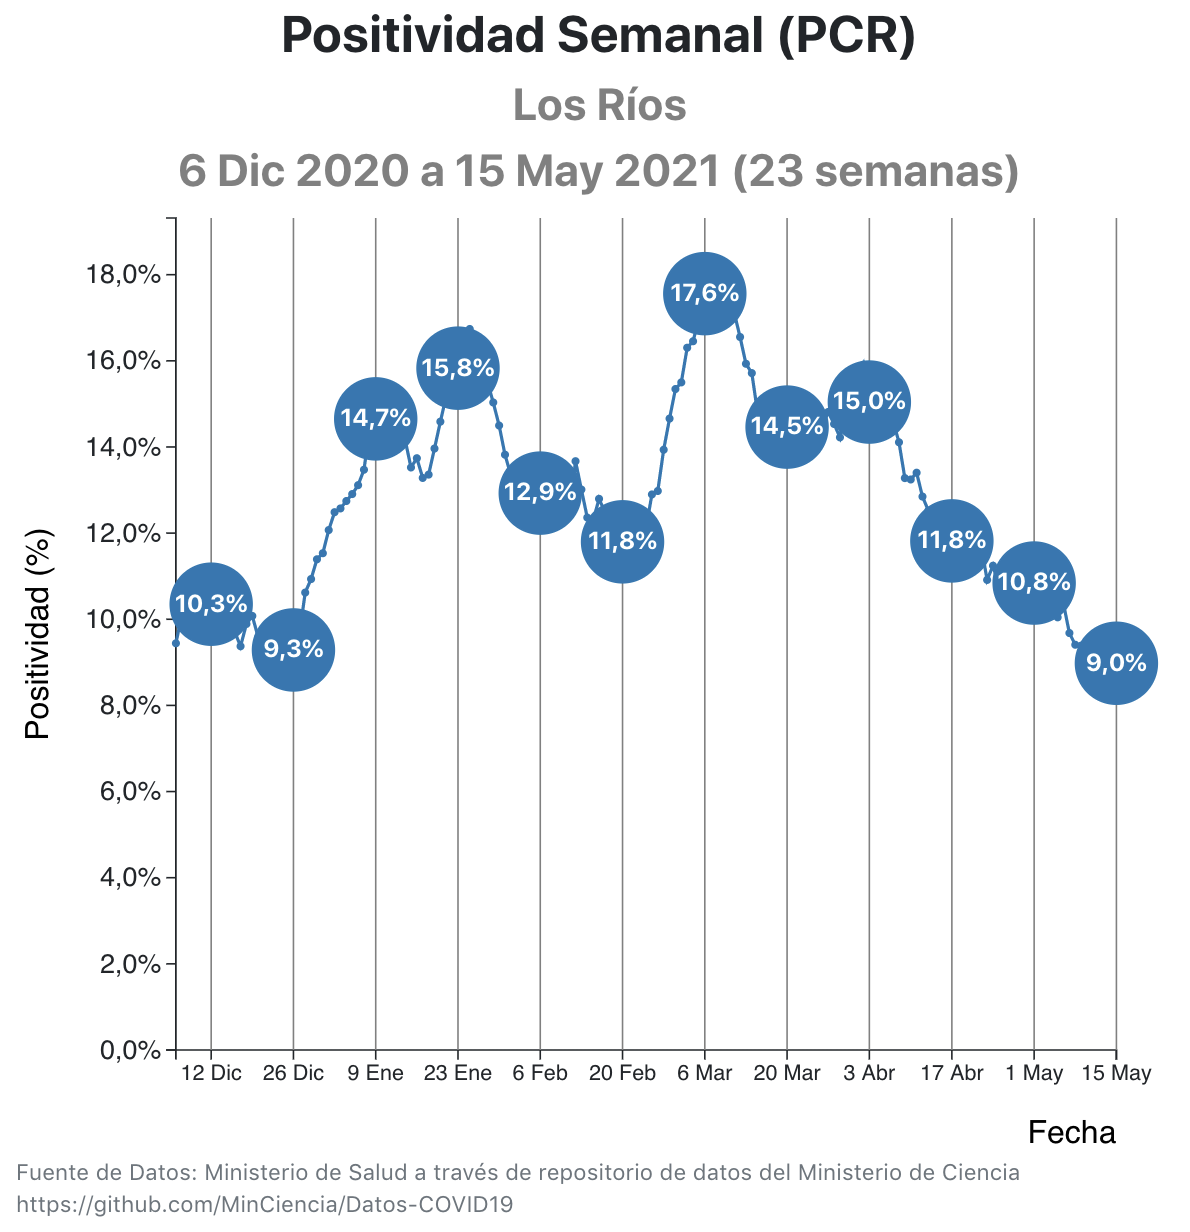 Positividad Semanal (PCR)
Los Ríos
6 Dic 2020 a 15 May 2021 (23 semanas)
Positividad (%)
18,0%
16,0%
14,0%
12,0%
10,0%
8,0%
6,0%
4,0%
2,0%
0,0%
10,3%
9,3%
14,7%
15,8%
12,9%
11,8%
17,6%
14,5%
15,0%
11,8%
10,8%
9,0%
12 Dic 26 Dic 9 Ene 23 Ene 6 Feb 20 Feb 6 Mar 20 Mar 3 Abr 17 Abr 1 May 15 May
Fecha
Fuente de Datos: Ministerio de Salud a través de repositorio de datos del Ministerio de Ciencia
https://github.com/MinCiencia/Datos-COVID19